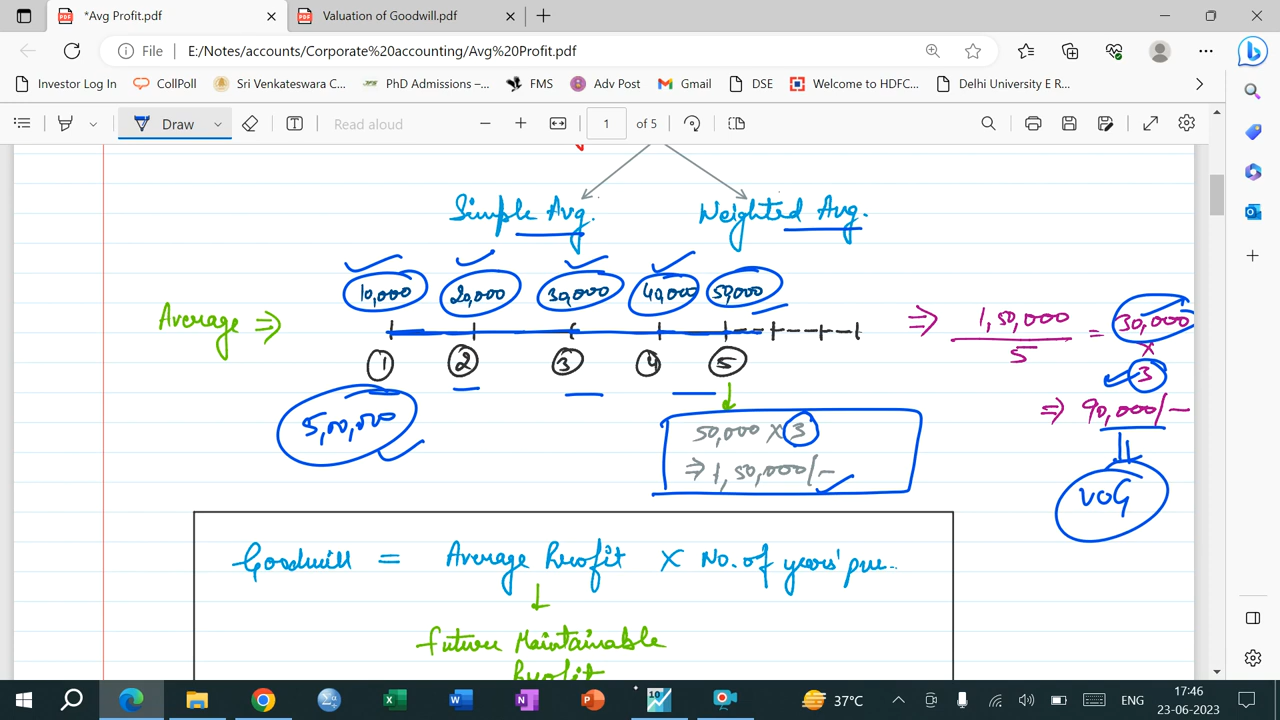 *Avg Profit.pdf
Valuation of Goodwill.pdf
File E:/Notes/accounts/Corporate%20accounting/Avg%20Profit.pdf
Investor Log In CollPoll Sri Venkateswara C... PhD Admissions –... FMS Adv Post Gmail DSE Welcome to HDFC... Delhi University E R...
Draw Read aloud 1 of 5
Simple Avg. Weighted Avg.
10,000 20,000 30,000 40,000 50,000
Average ⇒
1 2 3 4 5
⇒ 1,50,000
5
= 30,000
×
3
⇒ 90,000/-
VOG
5,00,000
50,000 × 3
⇒ 1,50,000/-
Goodwill = Average Profit × No. of years' pur.
↓
Future Maintainable
Profit
37°C ENG 17:46
23-06-2023